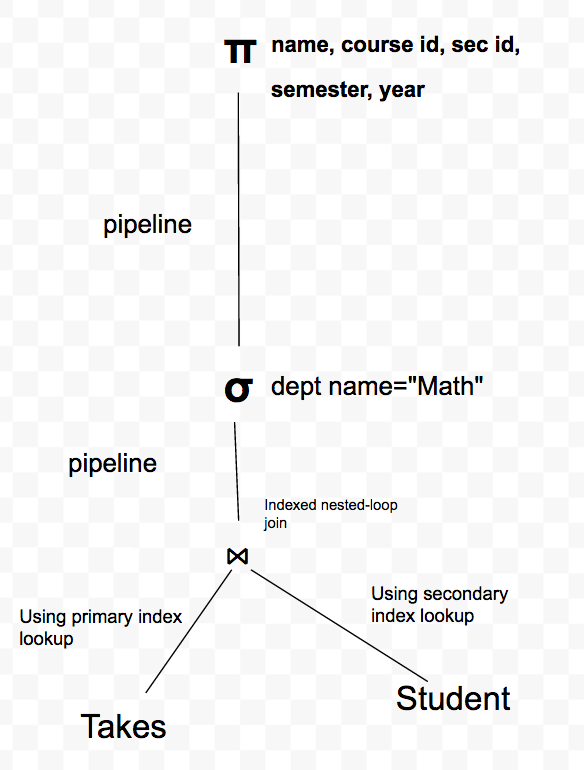 π name, course id, sec id,
semester, year
pipeline
σ dept name="Math"
pipeline
Indexed nested-loop
join
⋈
Using primary index
lookup
Using secondary
index lookup
Takes
Student